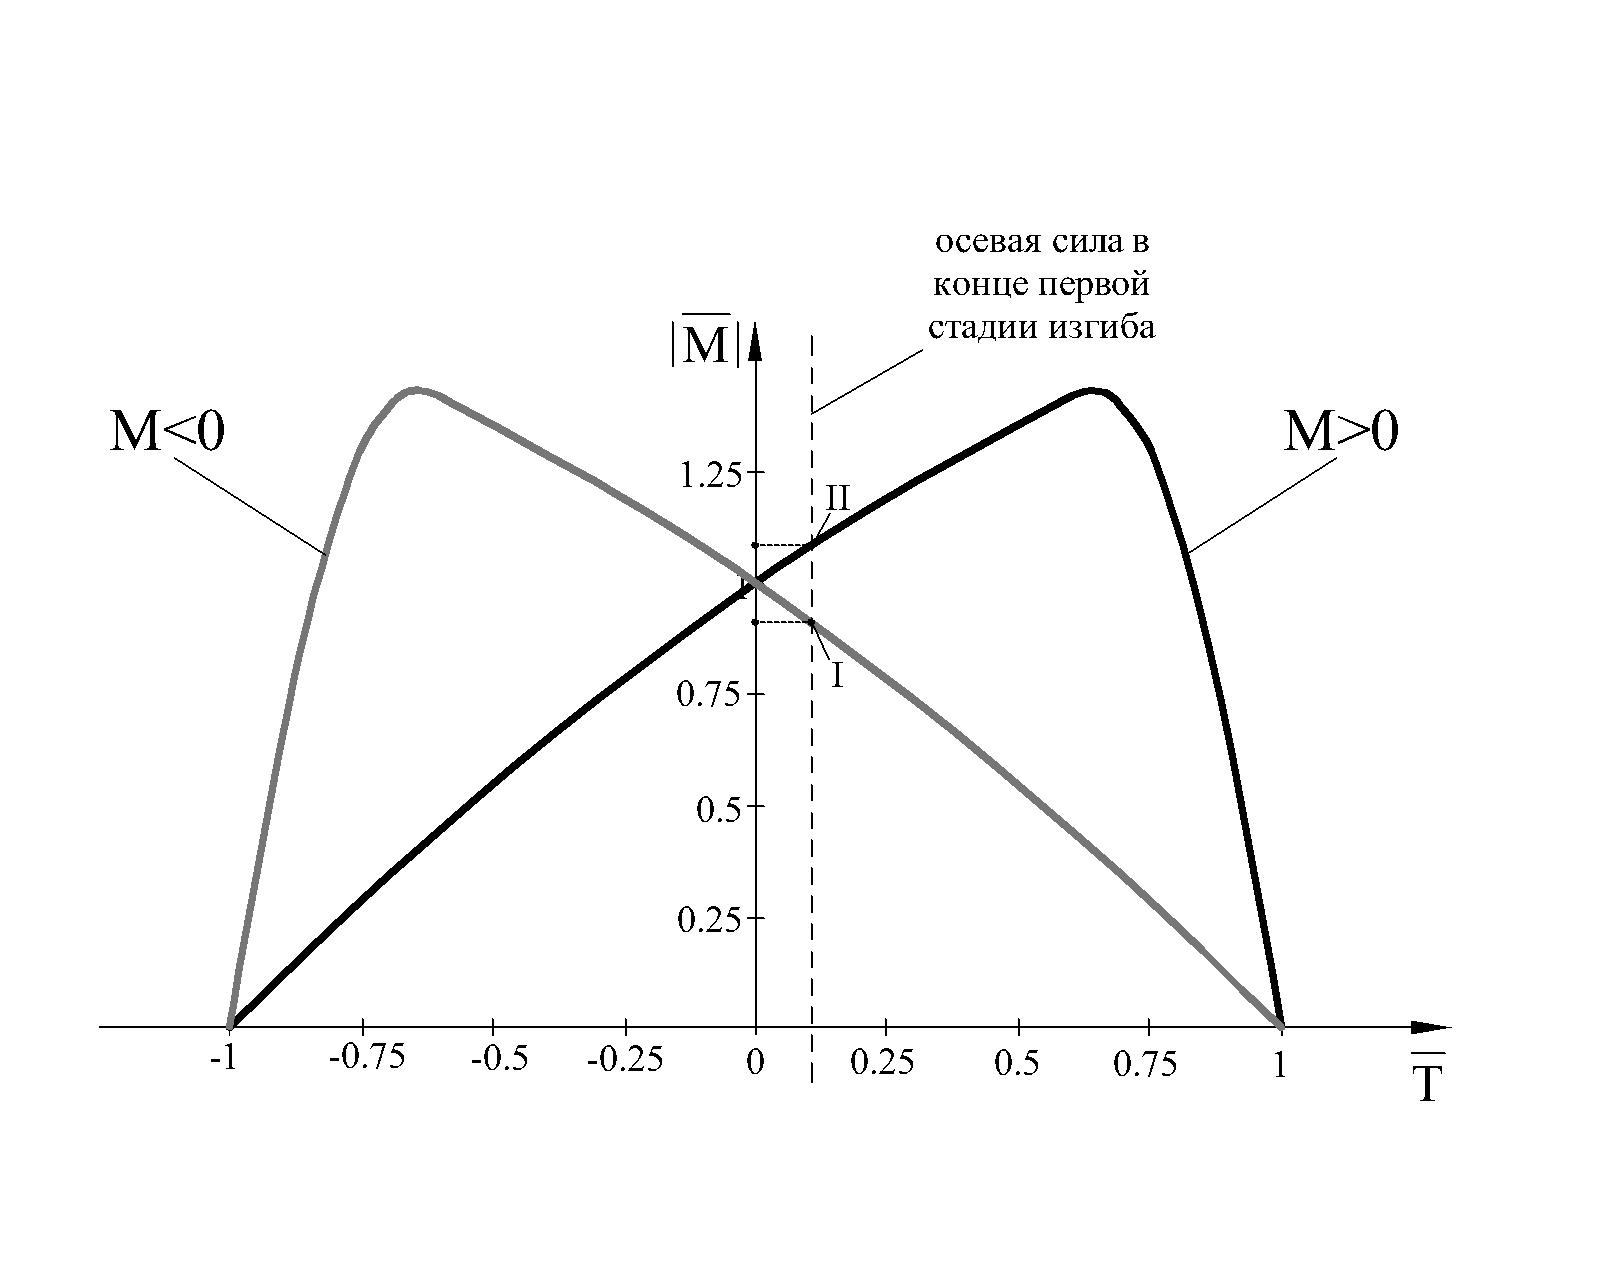 осевая сила в
конце первой
стадии изгиба
|M̅|
M<0
M>0
1.25
II
1
I
0.75
0.5
0.25
-1
-0.75
-0.5
-0.25
0
0.25
0.5
0.75
1
T̅